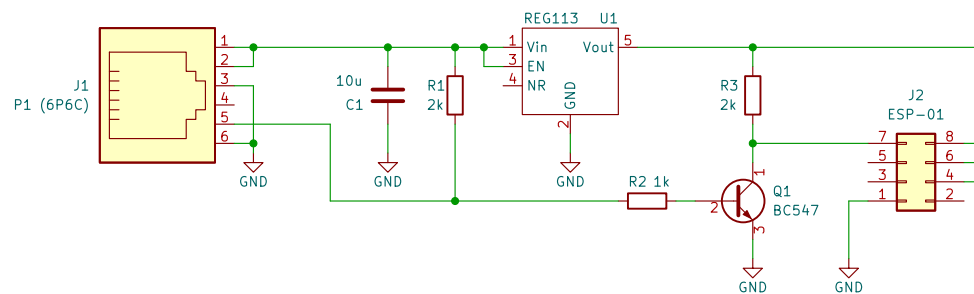 J1
P1 (6P6C)
1
2
3
4
5
6
GND
10u
C1
GND
R1
2k
REG113 U1
1 Vin Vout 5
3 EN
4 NR
GND
2
GND
R2 1k
R3
2k
1
2
3
Q1
BC547
GND
J2
ESP-01
7 8
5 6
3 4
1 2
GND